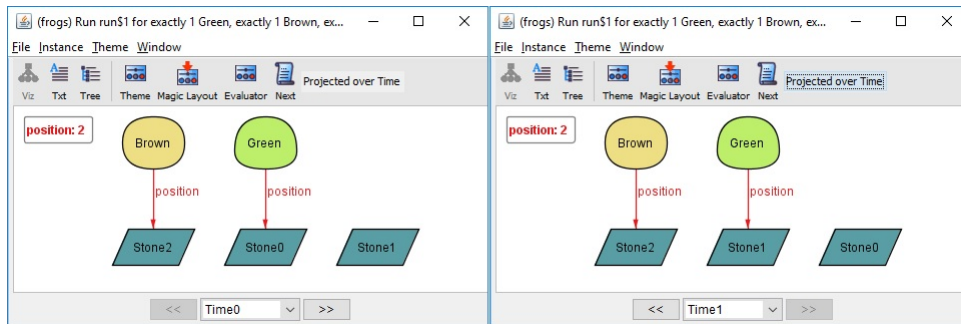 (frogs) Run run$1 for exactly 1 Green, exactly 1 Brown, ex...
File Instance Theme Window
Viz Txt Tree Theme Magic Layout Evaluator Next Projected over Time
position: 2
Brown Green
position position
Stone2 Stone0 Stone1
<< Time0 >>
(frogs) Run run$1 for exactly 1 Green, exactly 1 Brown, ex...
File Instance Theme Window
Viz Txt Tree Theme Magic Layout Evaluator Next Projected over Time
position: 2
Brown Green
position position
Stone2 Stone1 Stone0
<< Time1 >>